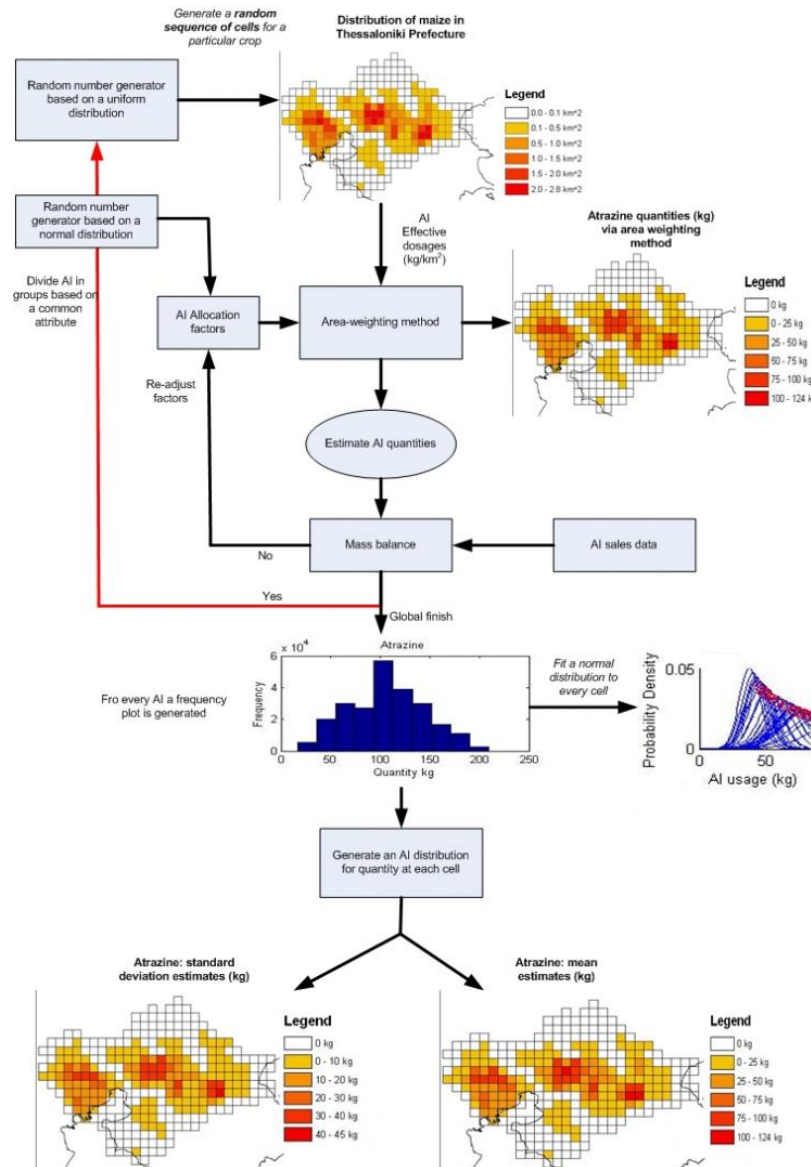 Generate a random
sequence of cells for a
particular crop
Distribution of maize in
Thessaloniki Prefecture
Random number generator
based on a uniform
distribution
Legend
0.0 - 0.1 km^2
0.1 - 0.5 km^2
0.5 - 1.0 km^2
1.0 - 1.5 km^2
1.5 - 2.0 km^2
2.0 - 2.8 km^2
Random number
generator based on a
normal distribution
AI
Effective
dosages
(kg/km²)
Atrazine quantities (kg)
via area weighting
method
Divide AI in
groups based on
a common
attribute
AI Allocation
factors
Area-weighting method
Legend
0 kg
0 - 25 kg
25 - 50 kg
50 - 75 kg
75 - 100 kg
100 - 124 k
Re-adjust
factors
Estimate AI quantities
Mass balance
AI sales data
No
Yes
Global finish
x 10⁴
Atrazine
6
4
2
0
Frequency
0
50
100
150
200
250
Quantity kg
Fro every AI a frequency
plot is generated
Fit a normal
distribution to
every cell
Probability Density
0.05
0
50
AI usage (kg)
Generate an AI distribution
for quantity at each cell
Atrazine: standard
deviation estimates (kg)
Legend
0 kg
0 - 10 kg
10 - 20 kg
20 - 30 kg
30 - 40 kg
40 - 45 kg
Atrazine: mean
estimates (kg)
Legend
0 kg
0 - 25 kg
25 - 50 kg
50 - 75 kg
75 - 100 kg
100 - 124 kg